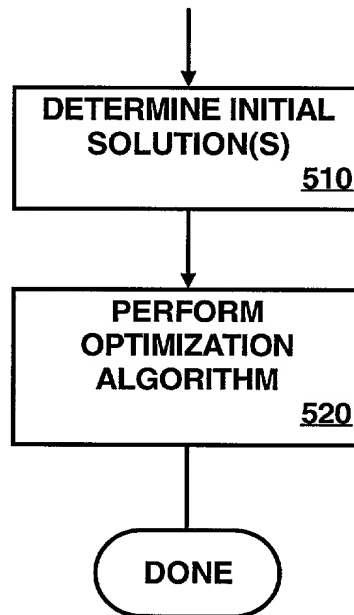 DETERMINE INITIAL
SOLUTION(S)
510
PERFORM
OPTIMIZATION
ALGORITHM
520
DONE